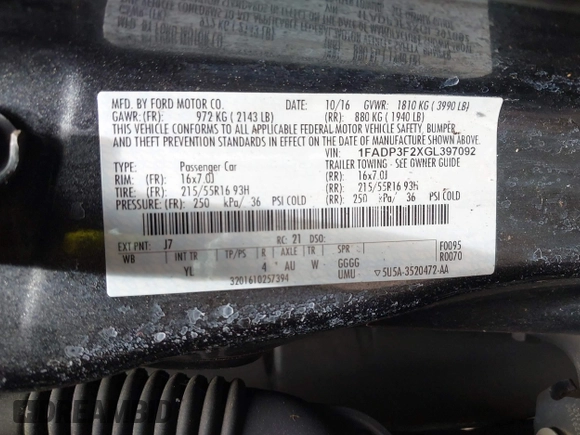 MFD. BY FORD MOTOR CO. DATE: 10/16 GVWR: 1810 KG ( 3990 LB)
GAWR: (FR): 972 KG ( 2143 LB) (RR): 880 KG ( 1940 LB)
THIS VEHICLE CONFORMS TO ALL APPLICABLE FEDERAL MOTOR VEHICLE SAFETY, BUMPER,
AND THEFT PREVENTION STANDARDS IN EFFECT ON THE DATE OF MANUFACTURE SHOWN ABOVE.
VIN: 1FADP3F2XGL397092
TYPE: Passenger Car TRAILER TOWING - SEE OWNER GUIDE
RIM: (FR) 16x7.0J (RR): 16x7.0J
TIRE: (FR) 215/55R16 93H (RR): 215/55R16 93H
PRESSURE: (FR) 250 kPa/ 36 PSI COLD (RR): 250 kPa/ 36 PSI COLD
EXT PNT: J7 RC: 21 DSO: F0095
WB INT TR TP/PS R AXLE TR SPR R0070
YL 4 AU W GGGG
UMU 5U5A-3520472-AA
3201610257394